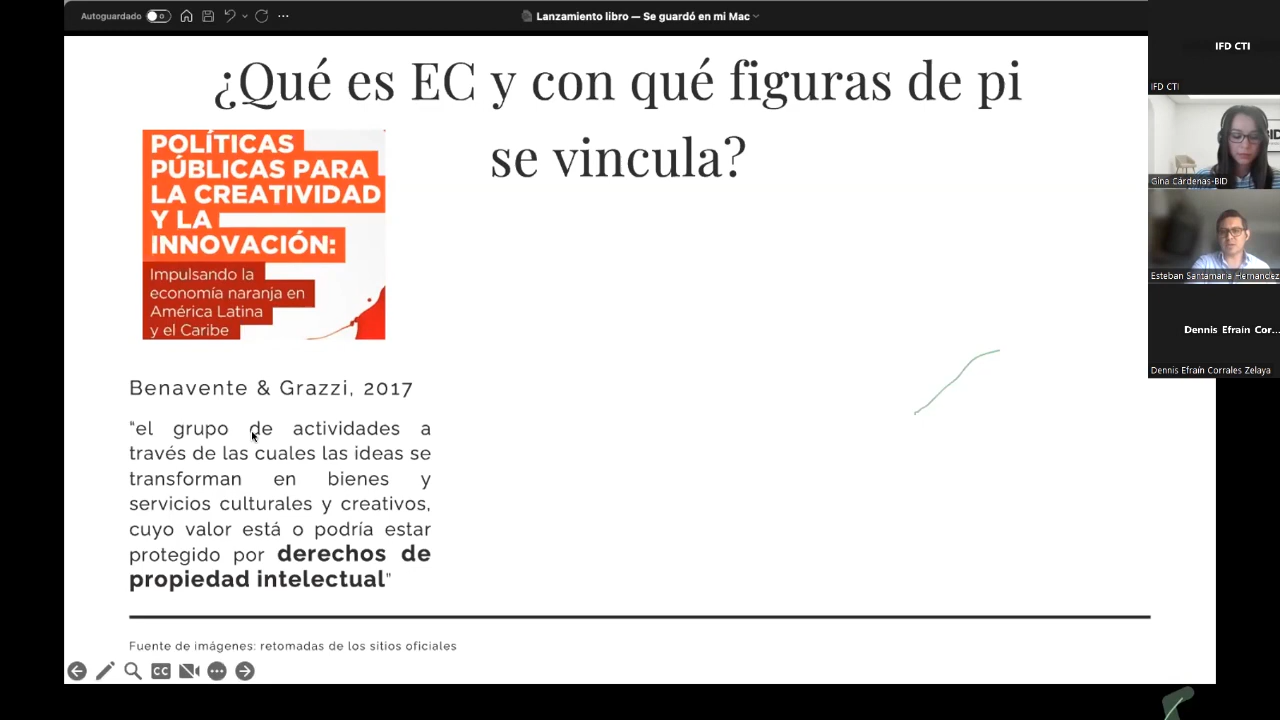 Autoguardado
Lanzamiento libro — Se guardó en mi Mac
¿Qué es EC y con qué figuras de pi
se vincula?
POLÍTICAS
PÚBLICAS PARA
LA CREATIVIDAD
Y LA
INNOVACIÓN:
Impulsando la
economía naranja en
América Latina
y el Caribe
Benavente & Grazzi, 2017
“el grupo de actividades a
través de las cuales las ideas se
transforman en bienes y
servicios culturales y creativos,
cuyo valor está o podría estar
protegido por derechos de
propiedad intelectual”
Fuente de imágenes: retomadas de los sitios oficiales
CC
IFD CTI
IFD CTI
Gina Cárdenas-BID
Esteban Santamaria Hernandez
Dennis Efraín Cor...
Dennis Efraín Corrales Zelaya